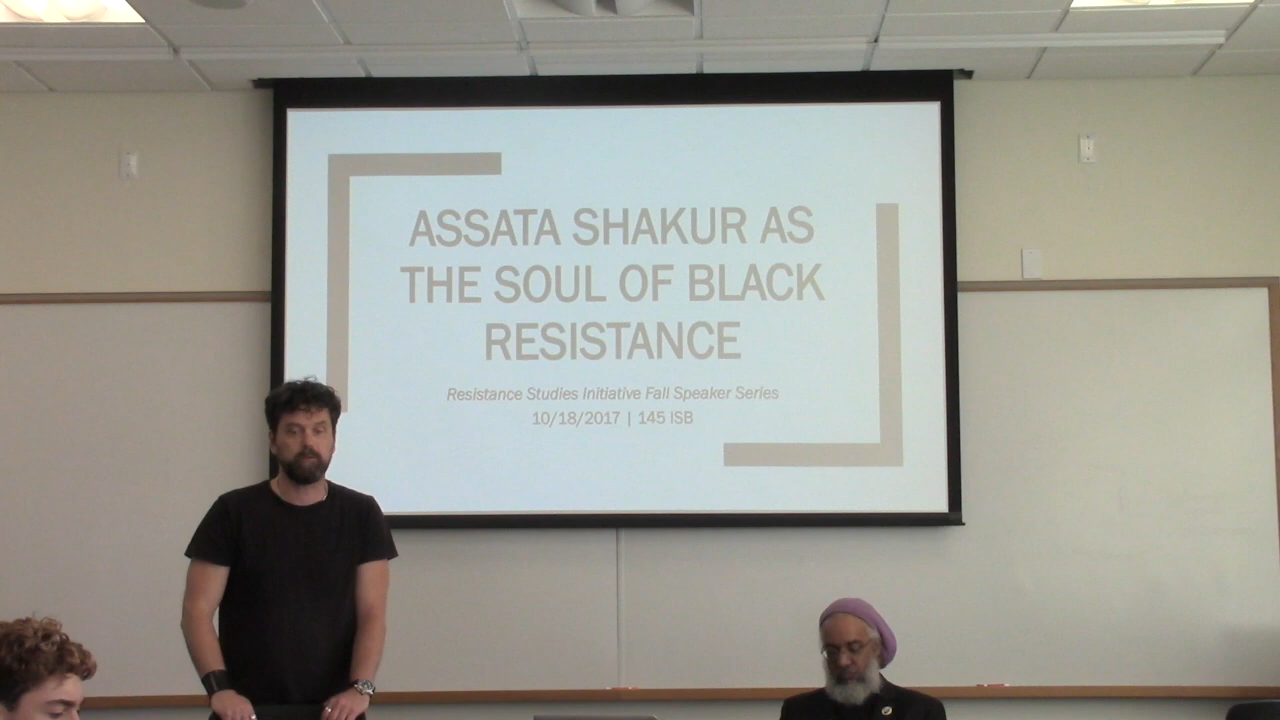 ASSATA SHAKUR AS
THE SOUL OF BLACK
RESISTANCE
Resistance Studies Initiative Fall Speaker Series
10/18/2017 | 145 ISB